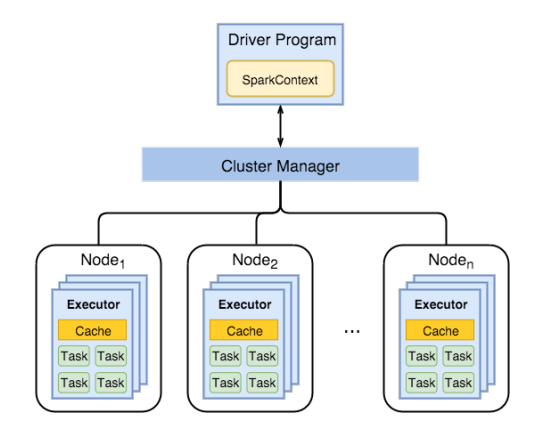 Driver Program
SparkContext
Cluster Manager
Node1
Executor
Cache
Task Task
Task Task
Node2
Executor
Cache
Task Task
Task Task
...
Noden
Executor
Cache
Task Task
Task Task